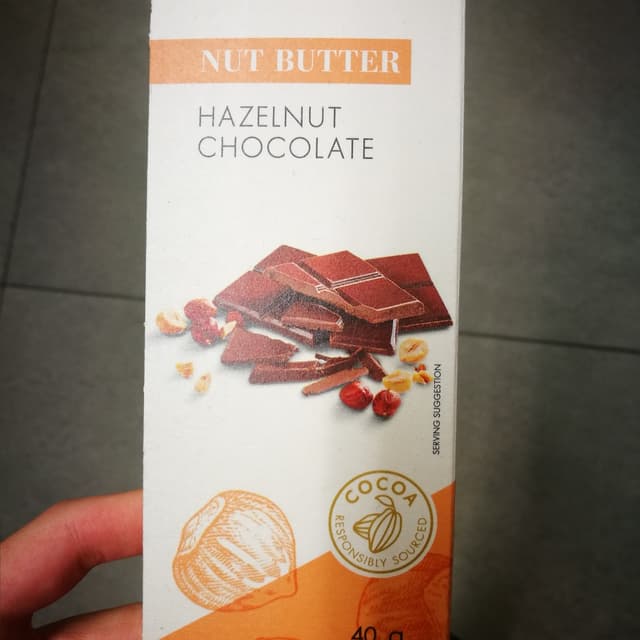 NUT BUTTER
HAZELNUT
CHOCOLATE
SERVING SUGGESTION
COCOA
RESPONSIBLY SOURCED
40 g